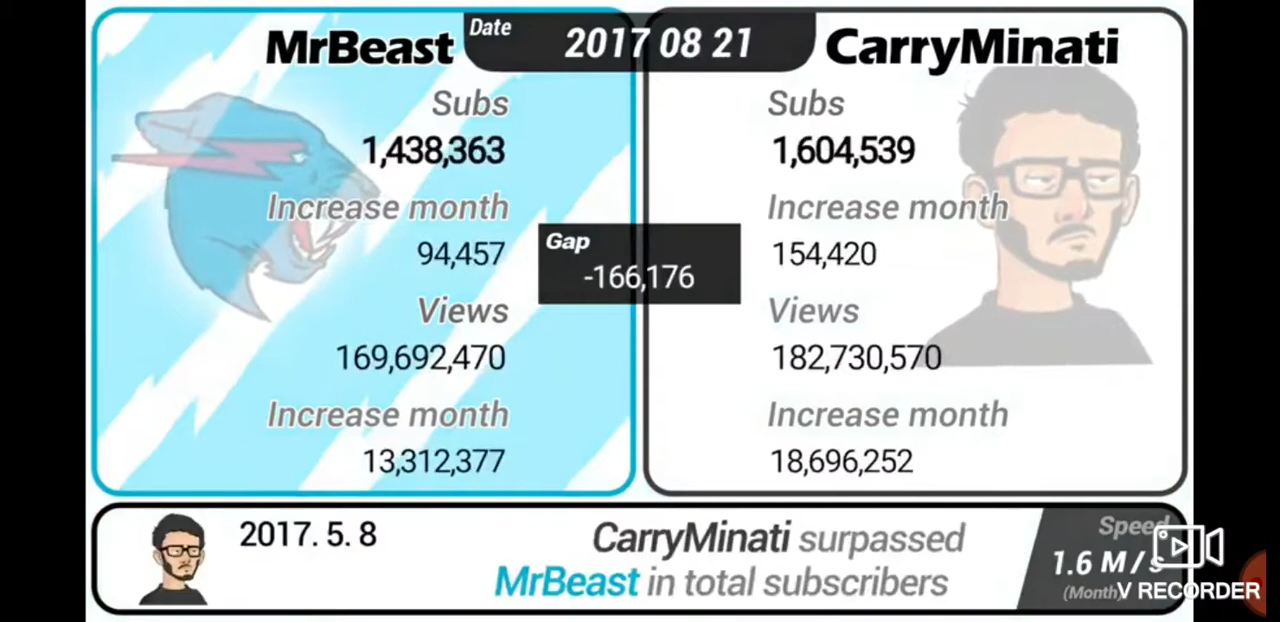 MrBeast
Date
2017 08 21
CarryMinati
Subs
1,438,363
Increase month
94,457
Views
169,692,470
Increase month
13,312,377
Gap
-166,176
Subs
1,604,539
Increase month
154,420
Views
182,730,570
Increase month
18,696,252
2017. 5. 8
CarryMinati surpassed
MrBeast in total subscribers
Speed
1.6 M / s
(Month)
V RECORDER